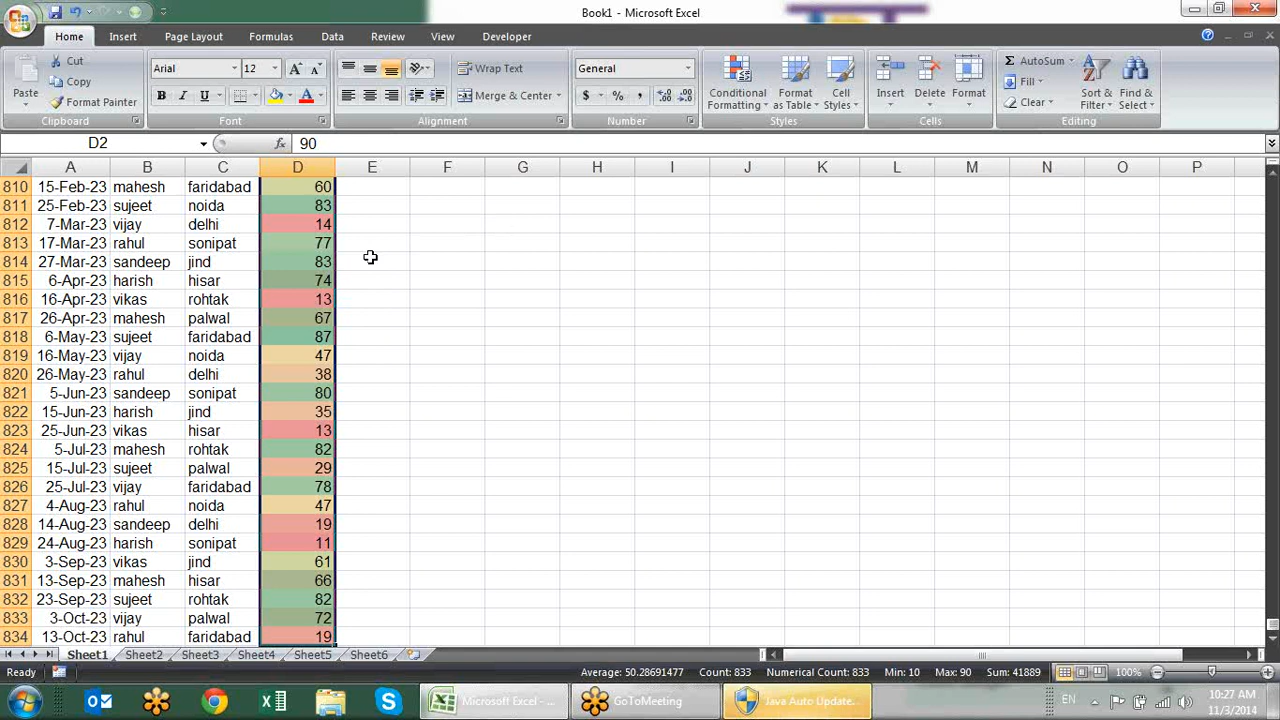 Book1 - Microsoft Excel
Home Insert Page Layout Formulas Data Review View Developer
Cut
Copy
Format Painter
Paste
Clipboard
Arial 12
B I U
Font
Wrap Text
Merge & Center
Alignment
General
$ % ,
Number
Conditional Formatting
Format as Table
Cell Styles
Styles
Insert Delete Format
Cells
AutoSum
Fill
Clear
Sort & Filter
Find & Select
Editing
D2 fx 90
A B C D E F G H I J K L M N O P
810 15-Feb-23 mahesh faridabad 60
811 25-Feb-23 sujeet noida 83
812 7-Mar-23 vijay delhi 14
813 17-Mar-23 rahul sonipat 77
814 27-Mar-23 sandeep jind 83
815 6-Apr-23 harish hisar 74
816 16-Apr-23 vikas rohtak 13
817 26-Apr-23 mahesh palwal 67
818 6-May-23 sujeet faridabad 87
819 16-May-23 vijay noida 47
820 26-May-23 rahul delhi 38
821 5-Jun-23 sandeep sonipat 80
822 15-Jun-23 harish jind 35
823 25-Jun-23 vikas hisar 13
824 5-Jul-23 mahesh rohtak 82
825 15-Jul-23 sujeet palwal 29
826 25-Jul-23 vijay faridabad 78
827 4-Aug-23 rahul noida 47
828 14-Aug-23 sandeep delhi 19
829 24-Aug-23 harish sonipat 11
830 3-Sep-23 vikas jind 61
831 13-Sep-23 mahesh hisar 66
832 23-Sep-23 sujeet rohtak 82
833 3-Oct-23 vijay palwal 72
834 13-Oct-23 rahul faridabad 19
Sheet1 Sheet2 Sheet3 Sheet4 Sheet5 Sheet6
Ready Average: 50.28691477 Count: 833 Numerical Count: 833 Min: 10 Max: 90 Sum: 41889 100%
Microsoft Excel - ... GoToMeeting Java Auto Update... EN 10:27 AM
11/3/2014